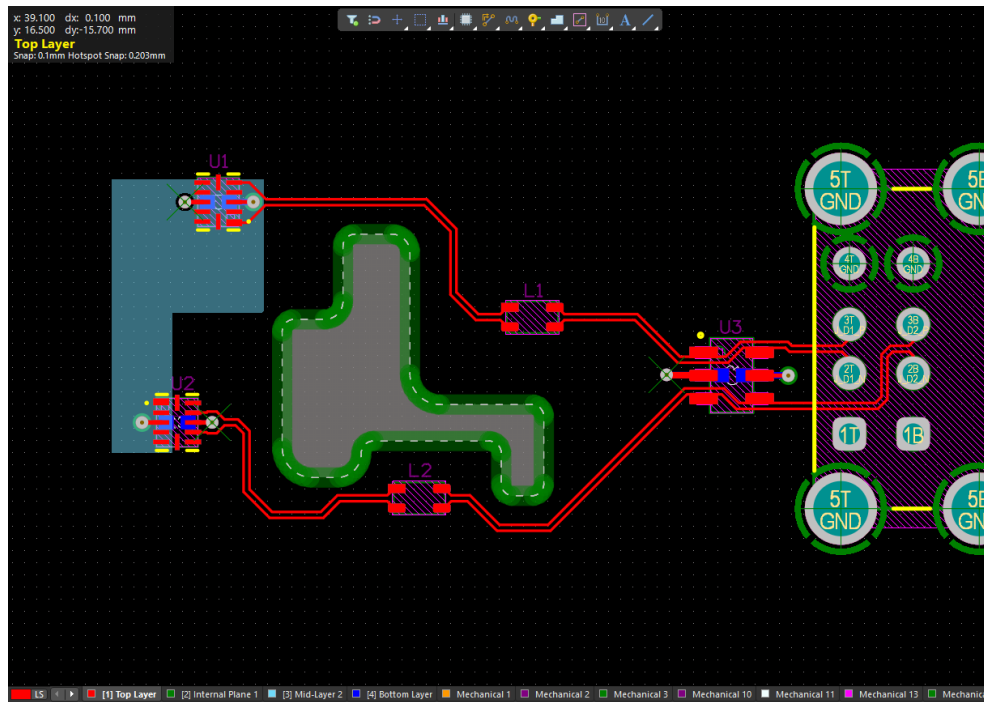 x: 39.100 dx: 0.100 mm
y: 16.500 dy:-15.700 mm
Top Layer
Snap: 0.1mm Hotspot Snap: 0.203mm
U1
5T
GND
4T
GND
4B
GND
L1
U3
3T
D1
3B
D2
2T
D1
2B
D2
U2
1T
1B
L2
5T
GND
LS
[1] Top Layer
[2] Internal Plane 1
[3] Mid-Layer 2
[4] Bottom Layer
Mechanical 1
Mechanical 2
Mechanical 3
Mechanical 10
Mechanical 11
Mechanical 13